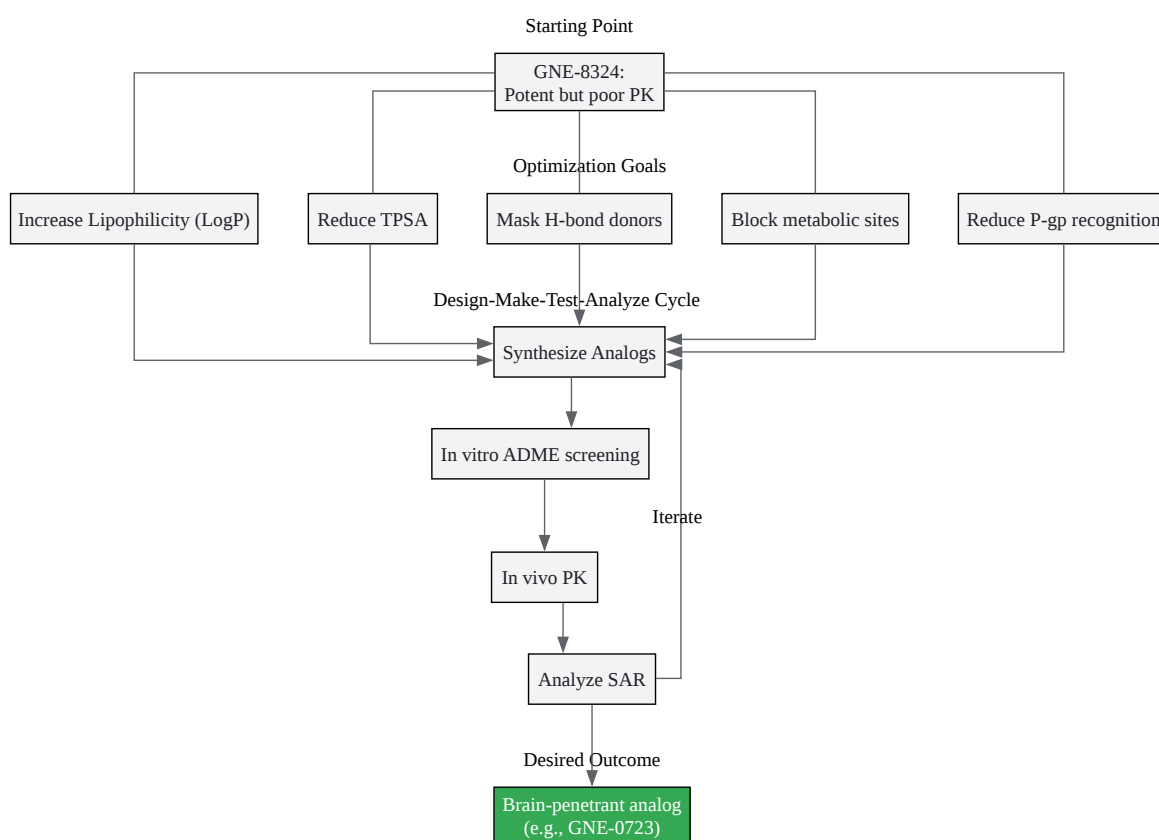 Starting Point
GNE-8324:
Potent but poor PK
Optimization Goals
Increase Lipophilicity (LogP)
Reduce TPSA
Mask H-bond donors
Block metabolic sites
Reduce P-gp recognition
Design-Make-Test-Analyze Cycle
Synthesize Analogs
In vitro ADME screening
Iterate
In vivo PK
Analyze SAR
Desired Outcome
Brain-penetrant analog
(e.g., GNE-0723)